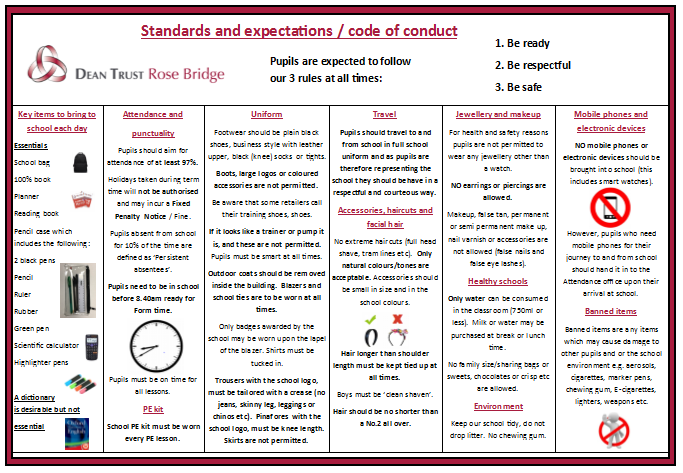 Standards and expectations / code of conduct
DEAN TRUST Rose Bridge
Pupils are expected to follow
our 3 rules at all times:
1. Be ready
2. Be respectful
3. Be safe
Key items to bring to
school each day
Essentials
School bag
100% book
Planner
Reading book
Pencil case which
includes the following:
2 black pens
Pencil
Ruler
Rubber
Green pen
Scientific calculator
Highlighter pens
A dictionary
is desirable but not
essential
Attendance and
punctuality
Pupils should aim for
attendance of at least 97%.
Holidays taken during term
time will not be authorised
and may incur a Fixed
Penalty Notice / Fine.
Pupils absent from school
for 10% of the time are
defined as 'Persistent
absentees'.
Pupils need to be in school
before 8.40am ready for
Form time.
Pupils must be on time for
all lessons.
PE kit
School PE kit must be worn
every PE lesson.
Uniform
Footwear should be plain black
shoes, business style with leather
upper, black (knee) socks or tights.
Boots, large logos or coloured
accessories are not permitted.
Be aware that some retailers call
their training shoes, shoes.
If it looks like a trainer or pump it
is, and these are not permitted.
Pupils must be smart at all times.
Outdoor coats should be removed
inside the building. Blazers and
school ties are to be worn at all
times.
Only badges awarded by the
school may be worn upon the lapel
of the blazer. Shirts must be
tucked in.
Trousers with the school logo,
must be tailored with a crease (no
jeans, skinny leg, leggings or
chinos etc). Pinafores with the
school logo, must be knee length.
Skirts are not permitted.
Travel
Pupils should travel to and
from school in full school
uniform and as pupils are
therefore representing the
school they should behave in a
respectful and courteous way.
Accessories, haircuts and
facial hair
No extreme haircuts (full head
shave, tram lines etc). Only
natural colours/tones are
acceptable. Accessories should
be small in size and in the
school colours.
Hair longer than shoulder
length must be kept tied up at
all times.
Boys must be 'clean shaven'.
Hair should be no shorter than
a No.2 all over.
Jewellery and makeup
For health and safety reasons
pupils are not permitted to
wear any jewellery other than
a watch.
NO earrings or piercings are
allowed.
Makeup, false tan, permanent
or semi permanent make up,
nail varnish or accessories are
not allowed (false nails and
false eye lashes).
Healthy schools
Only water can be consumed
in the classroom (750ml or
less). Milk or water may be
purchased at break or lunch
time.
No family size/sharing bags or
sweets, chocolates or crisp etc
are allowed.
Environment
Keep our school tidy, do not
drop litter. No chewing gum.
Mobile phones and
electronic devices
NO mobile phones or
electronic devices should be
brought into school (this
includes smart watches).
However, pupils who need
mobile phones for their
journey to and from school
should hand it in to the
Attendance office upon their
arrival at school.
Banned items
Banned items are any items
which may cause damage to
other pupils and or the school
environment e.g. aerosols,
cigarettes, marker pens,
chewing gum, E-cigarettes,
lighters, weapons etc.